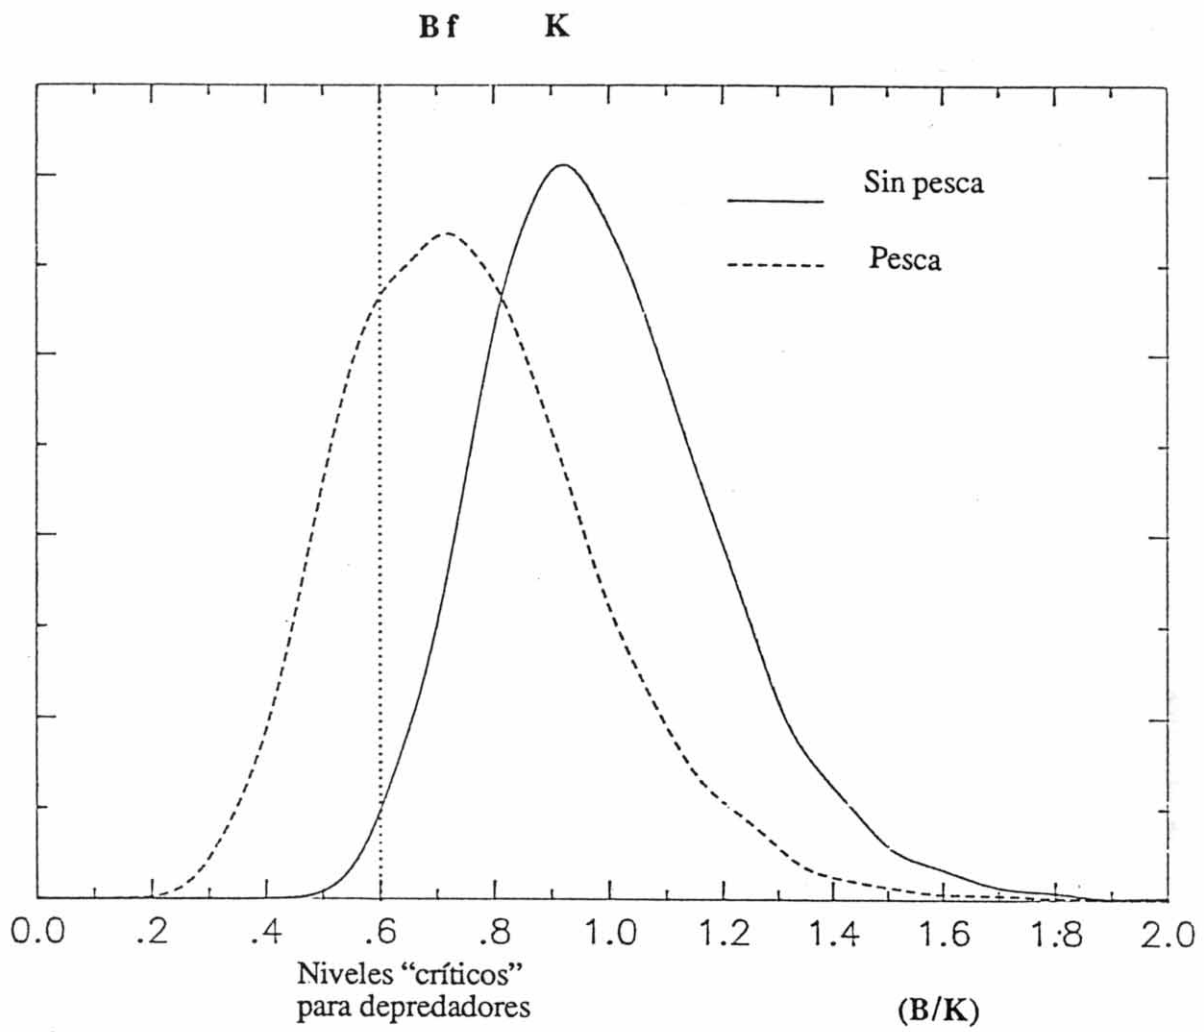 B f K
Sin pesca
Pesca
0.0 .2 .4 .6 .8 1.0 1.2 1.4 1.6 1.8 2.0
Niveles “críticos”
para depredadores
(B/K)